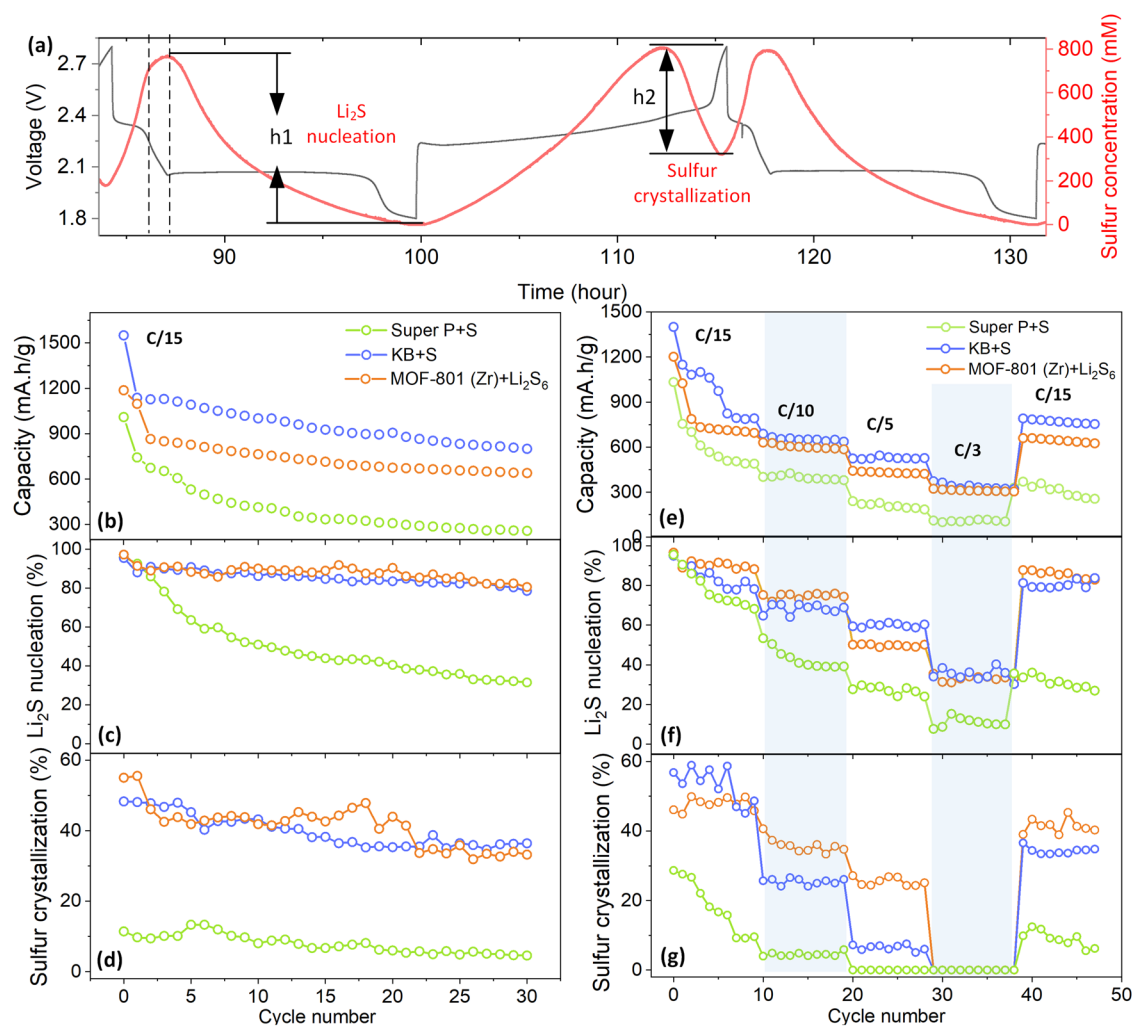 (a)
2.7
2.4
2.1
1.8
Voltage (V)
h1
Li₂S
nucleation
h2
Sulfur
crystallization
800
600
400
200
0
Sulfur concentration (mM)
90
100
110
120
130
Time (hour)
1500
1200
900
600
300
Capacity (mA.h/g)
C/15
Super P+S
KB+S
MOF-801 (Zr)+Li₂S₆
(b)
100
80
60
40
20
0
Li₂S nucleation (%)
(c)
60
40
20
0
Sulfur crystallization (%)
(d)
0
5
10
15
20
25
30
Cycle number
1500
1200
900
600
300
0
Capacity (mA.h/g)
C/15
C/10
C/5
C/3
C/15
Super P+S
KB+S
MOF-801 (Zr)+Li₂S₆
(e)
100
80
60
40
20
0
Li₂S nucleation (%)
(f)
60
40
20
0
Sulfur crystallization (%)
(g)
0
10
20
30
40
50
Cycle number